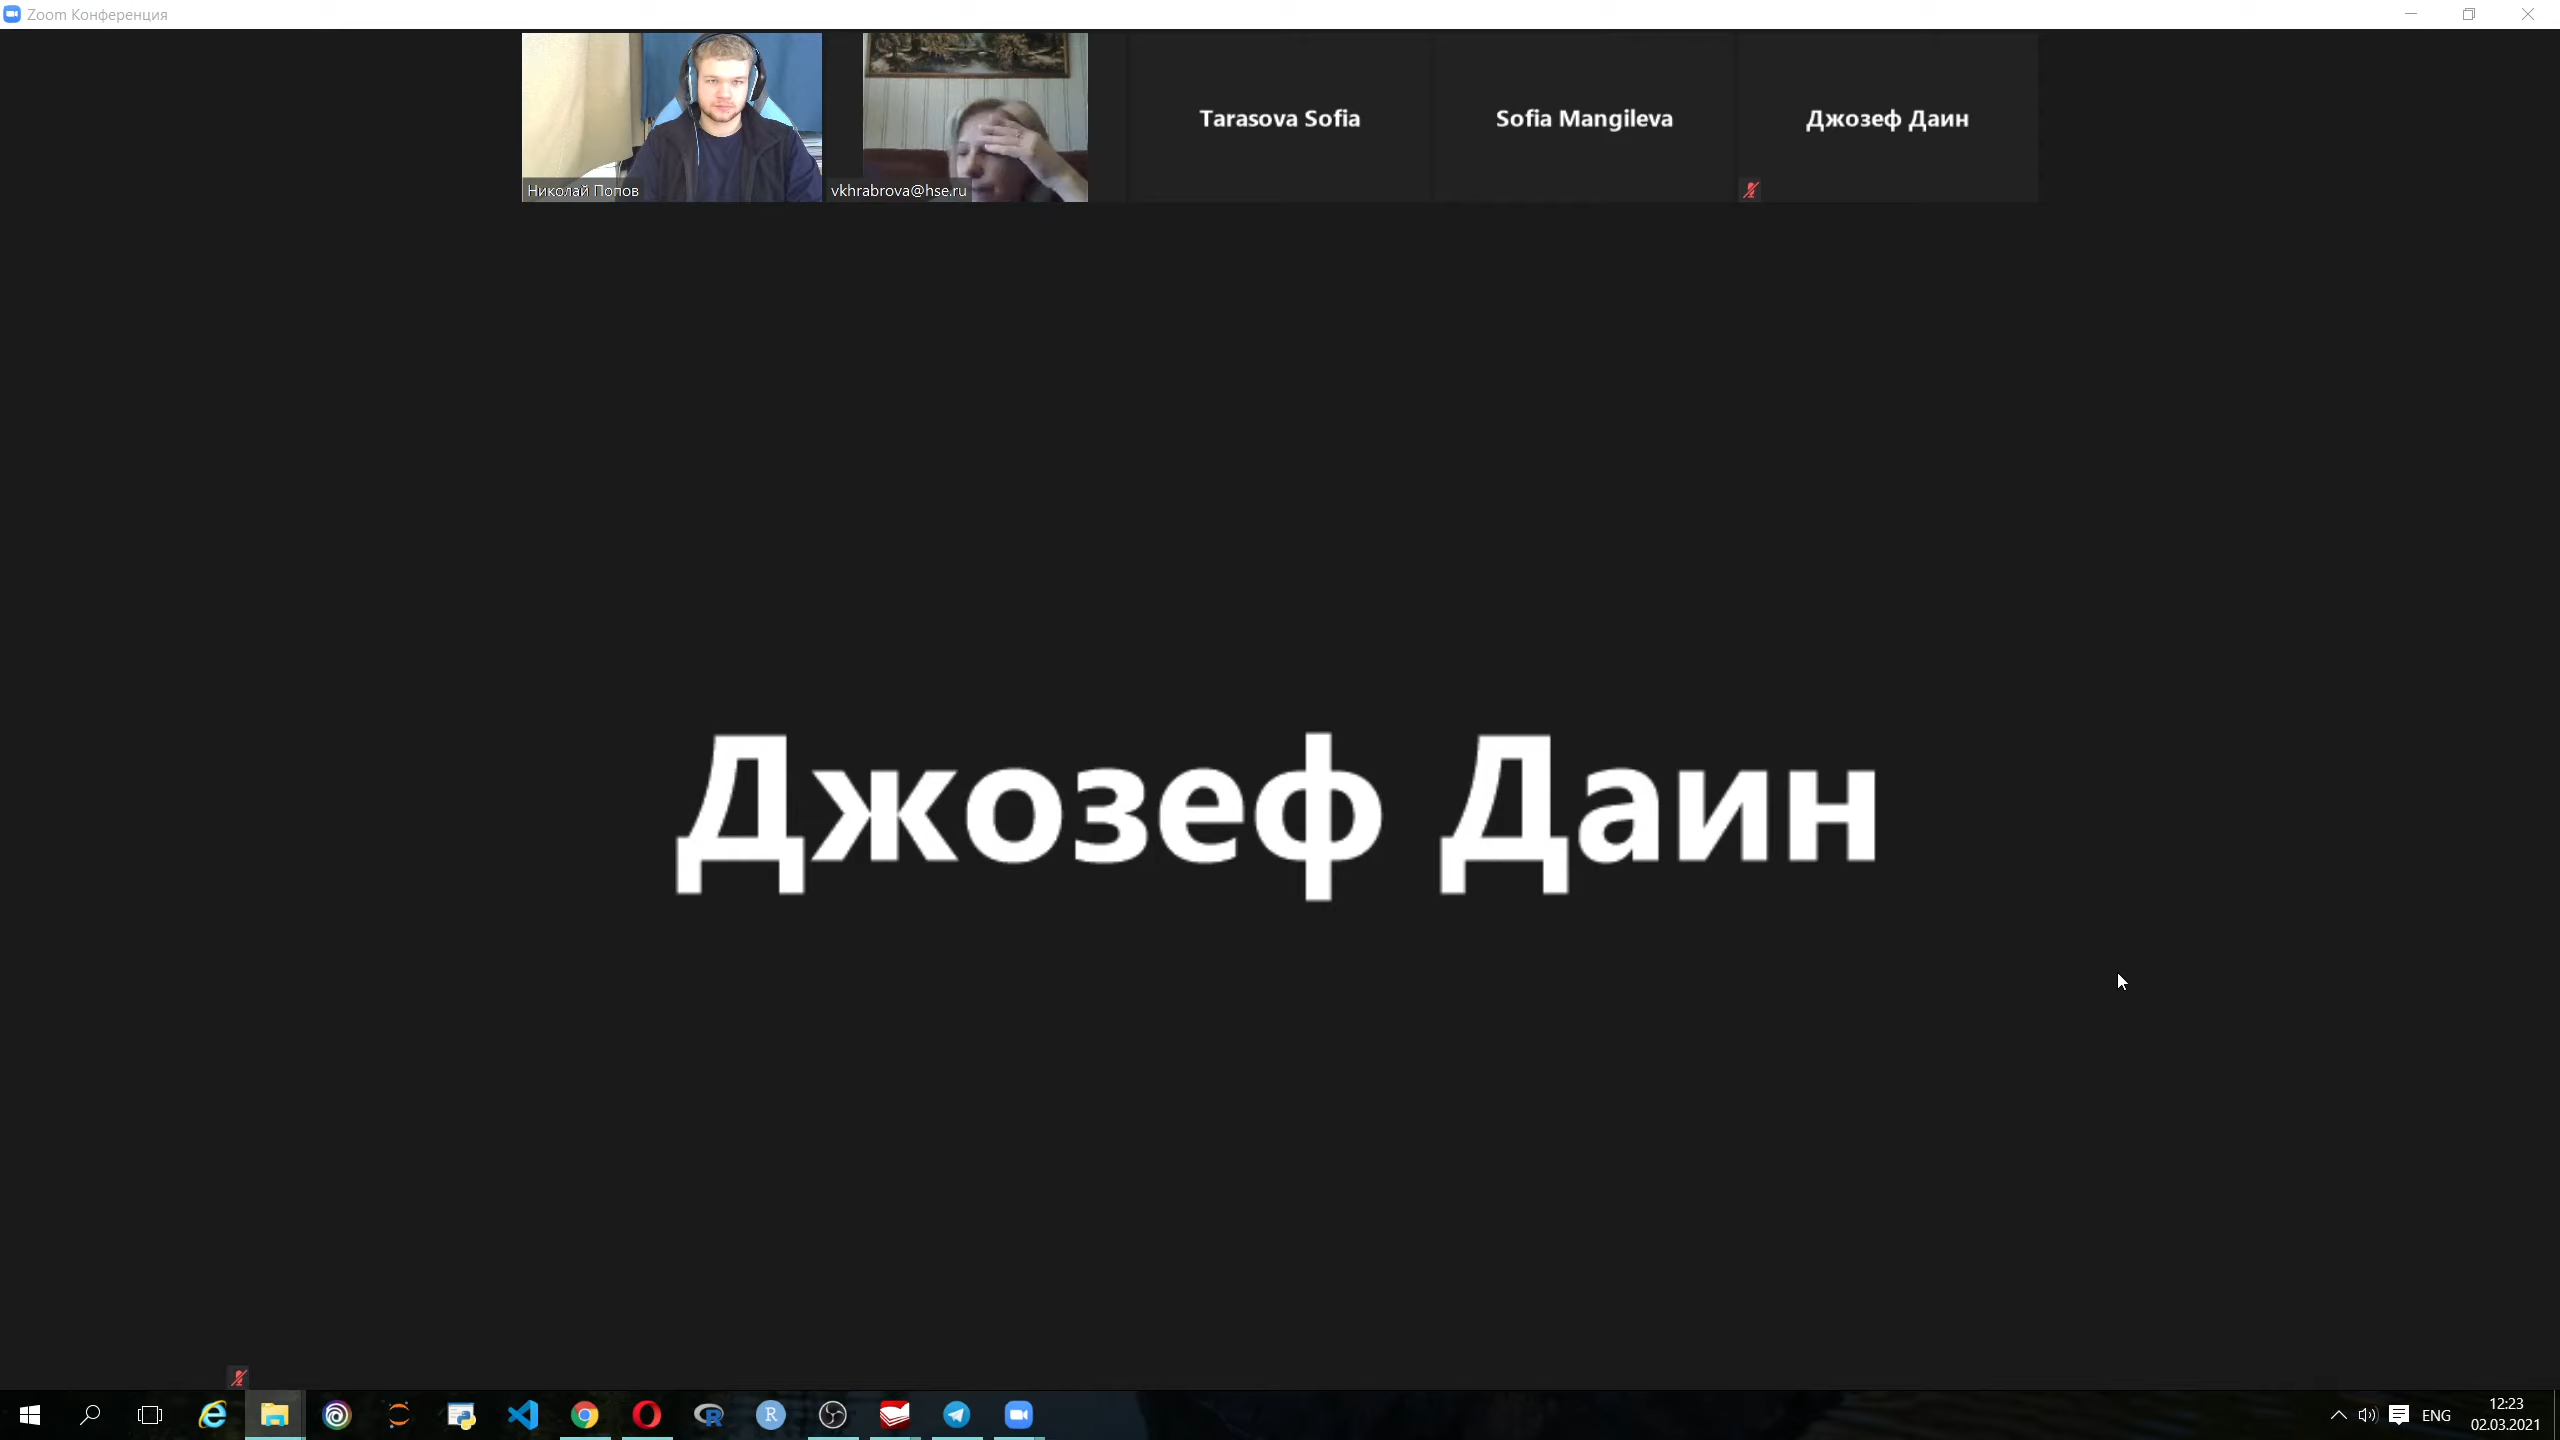 Zoom Конференция
Николай Попов
vkhrabrova@hse.ru
Tarasova Sofia
Sofia Mangileva
Джозеф Даин
Джозеф Даин
ENG
12:23
02.03.2021